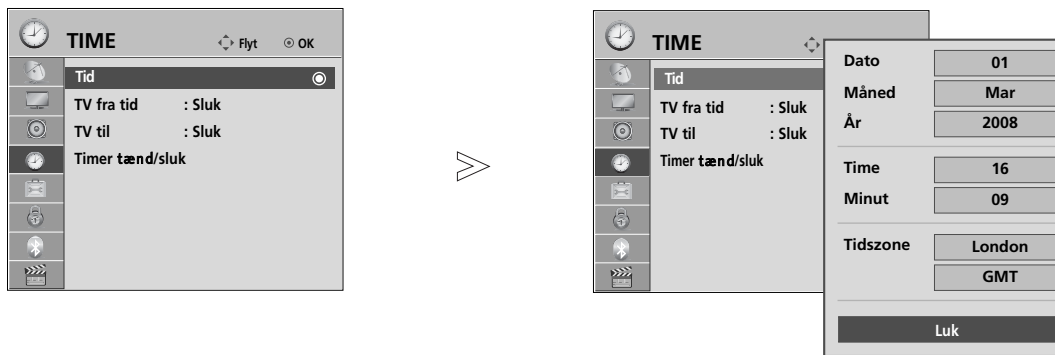 TIME Flyt OK
Tid
TV fra tid : Sluk
TV til : Sluk
Timer tænd/sluk
TIME
Tid
TV fra tid : Sluk
TV til : Sluk
Timer tænd/sluk
Dato 01
Måned Mar
År 2008
Time 16
Minut 09
Tidszone London
GMT
Luk